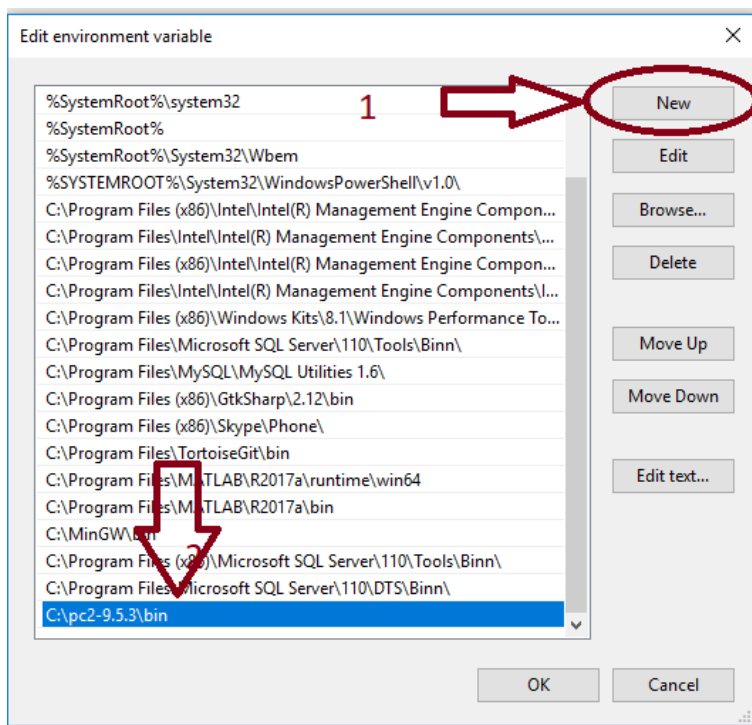 Edit environment variable
%SystemRoot%\system32
1
New
%SystemRoot%
%SystemRoot%\System32\Wbem
Edit
%SYSTEMROOT%\System32\WindowsPowerShell\v1.0\
C:\Program Files (x86)\Intel\Intel(R) Management Engine Compon...
Browse...
C:\Program Files\Intel\Intel(R) Management Engine Components\...
C:\Program Files (x86)\Intel\Intel(R) Management Engine Compon...
Delete
C:\Program Files\Intel\Intel(R) Management Engine Components\I...
C:\Program Files (x86)\Windows Kits\8.1\Windows Performance To...
C:\Program Files\Microsoft SQL Server\110\Tools\Binn\
Move Up
C:\Program Files\MySQL\MySQL Utilities 1.6\
C:\Program Files (x86)\GtkSharp\2.12\bin
Move Down
C:\Program Files (x86)\Skype\Phone\
C:\Program Files\TortoiseGit\bin
C:\Program Files\MATLAB\R2017a\runtime\win64
Edit text...
C:\Program Files\MATLAB\R2017a\bin
C:\MinGW\bin
2
C:\Program Files (x86)\Microsoft SQL Server\110\Tools\Binn\
C:\Program Files\Microsoft SQL Server\110\DTS\Binn\
C:\pc2-9.5.3\bin
OK
Cancel